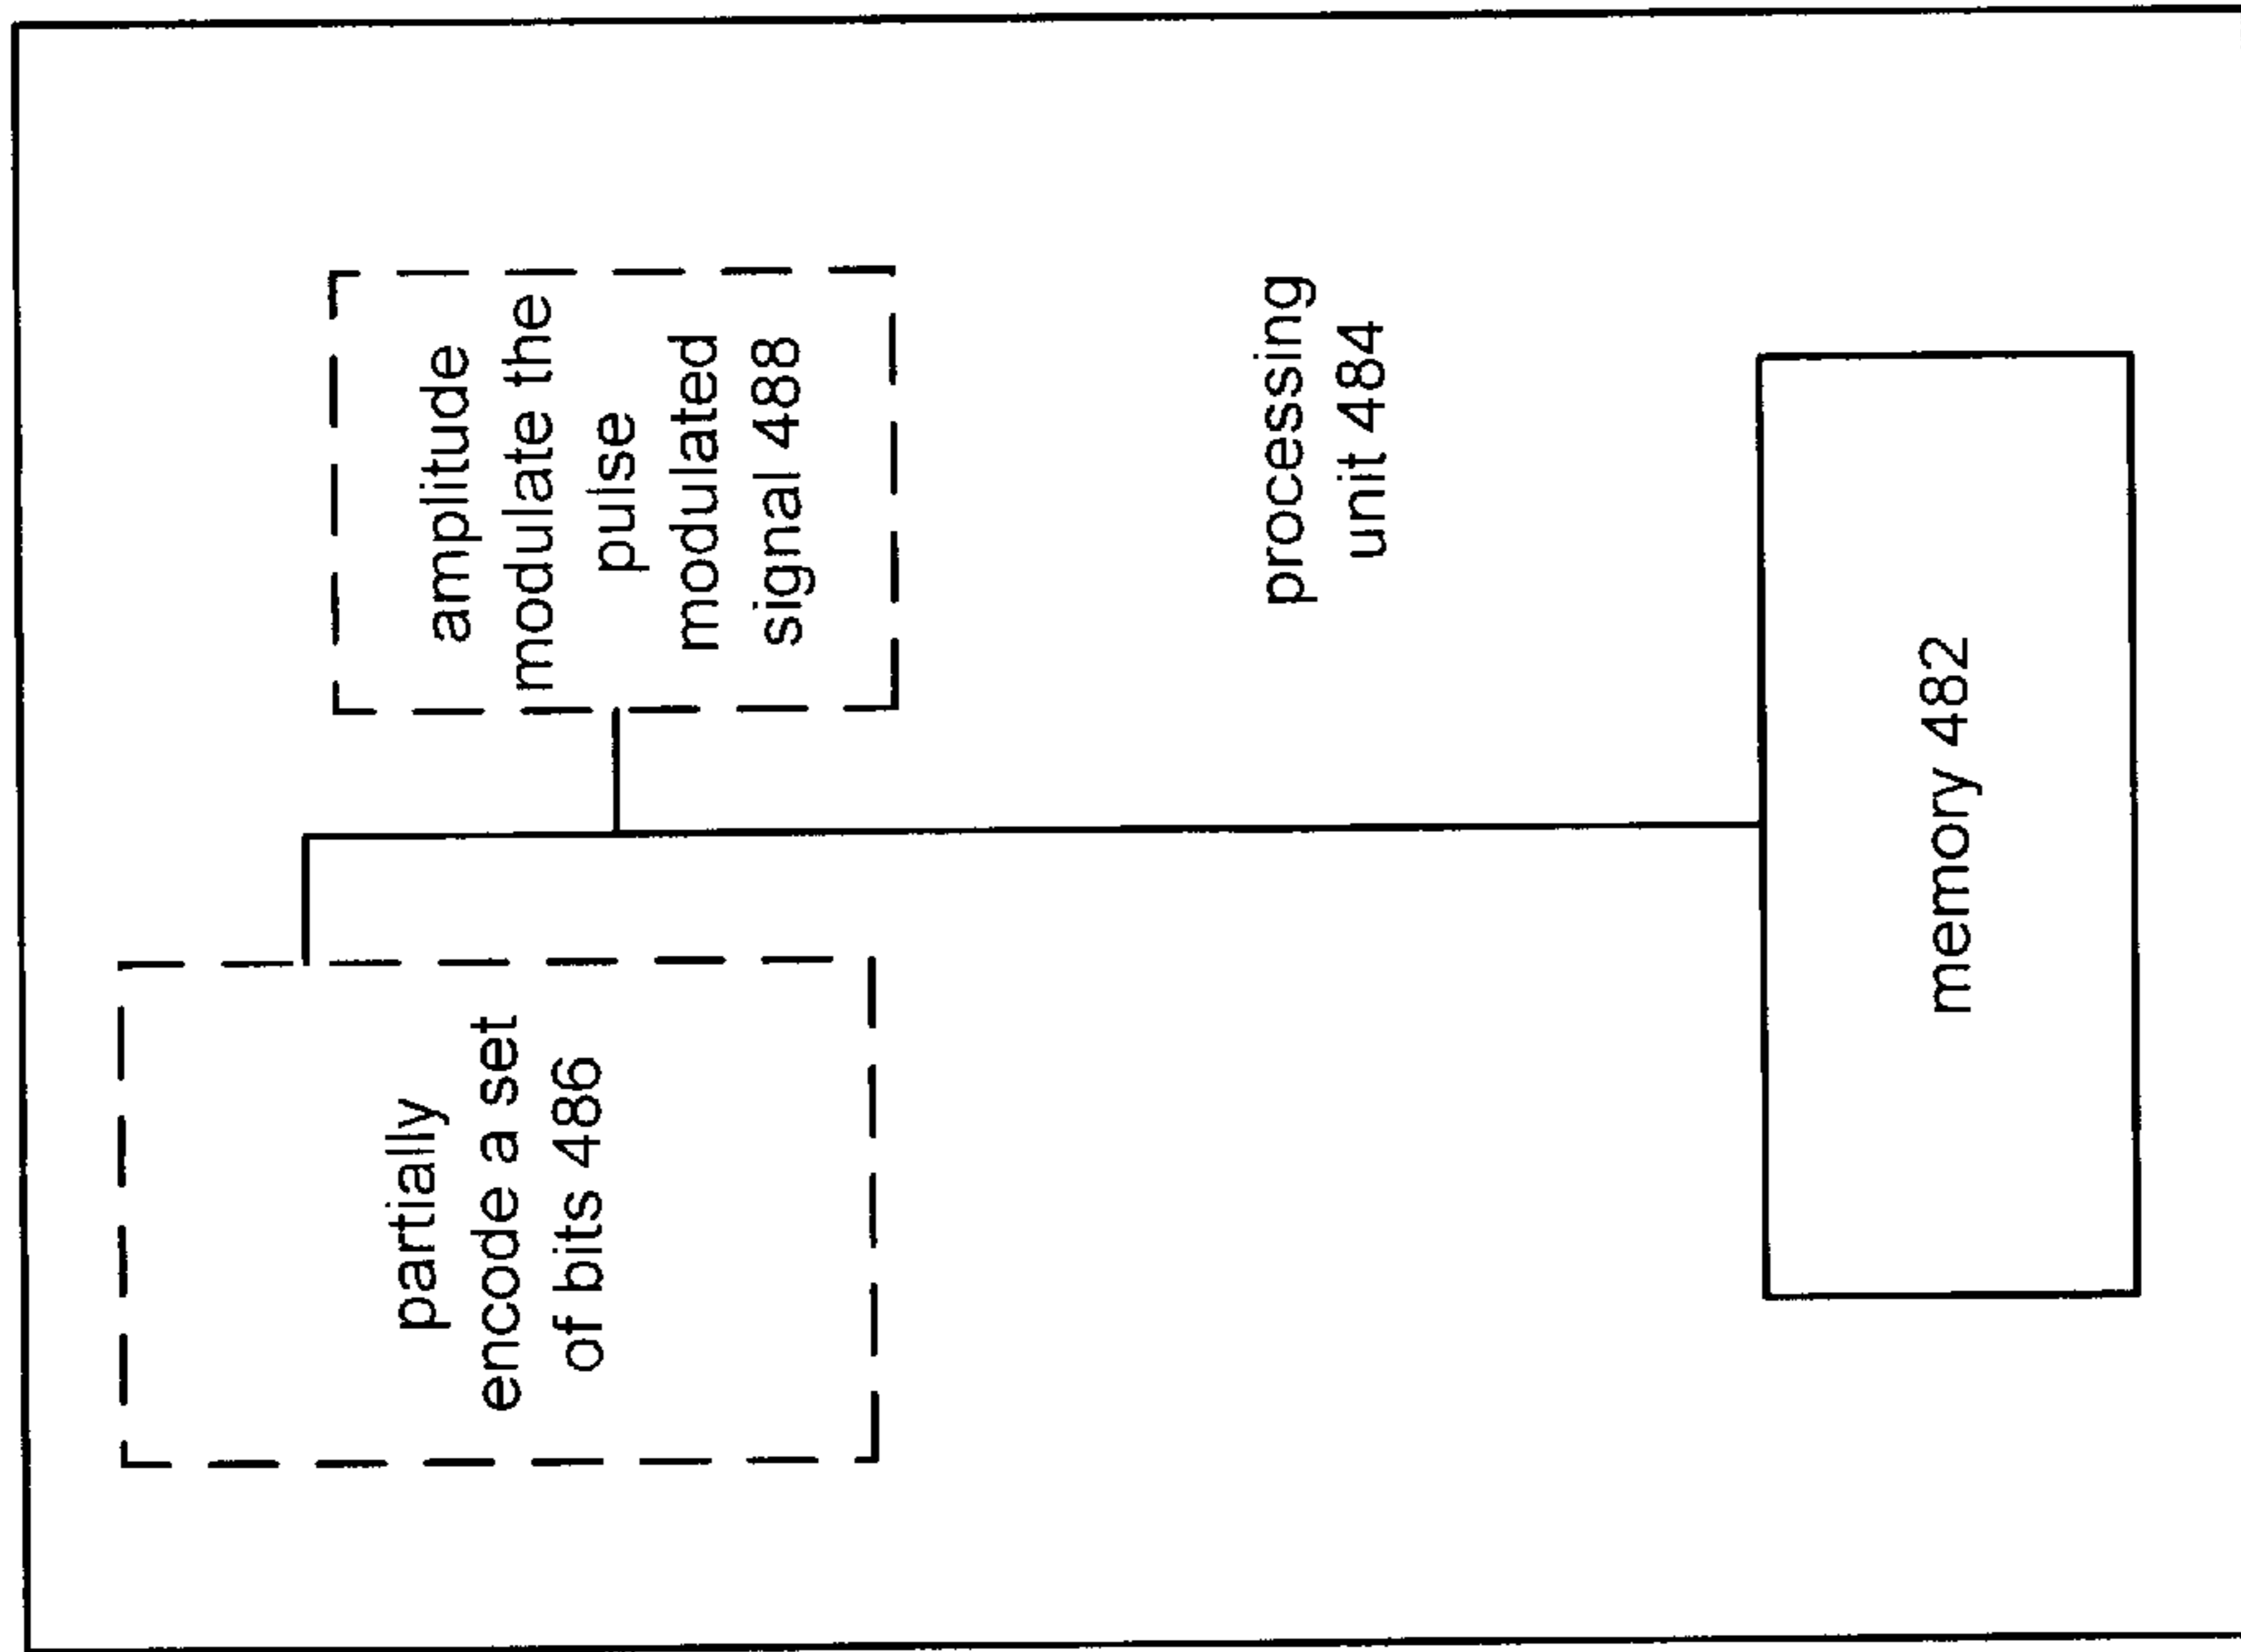 partially
encode a set
of bits 486
amplitude
modulate the
pulse
modulated
signal 488
processing
unit 484
memory 482